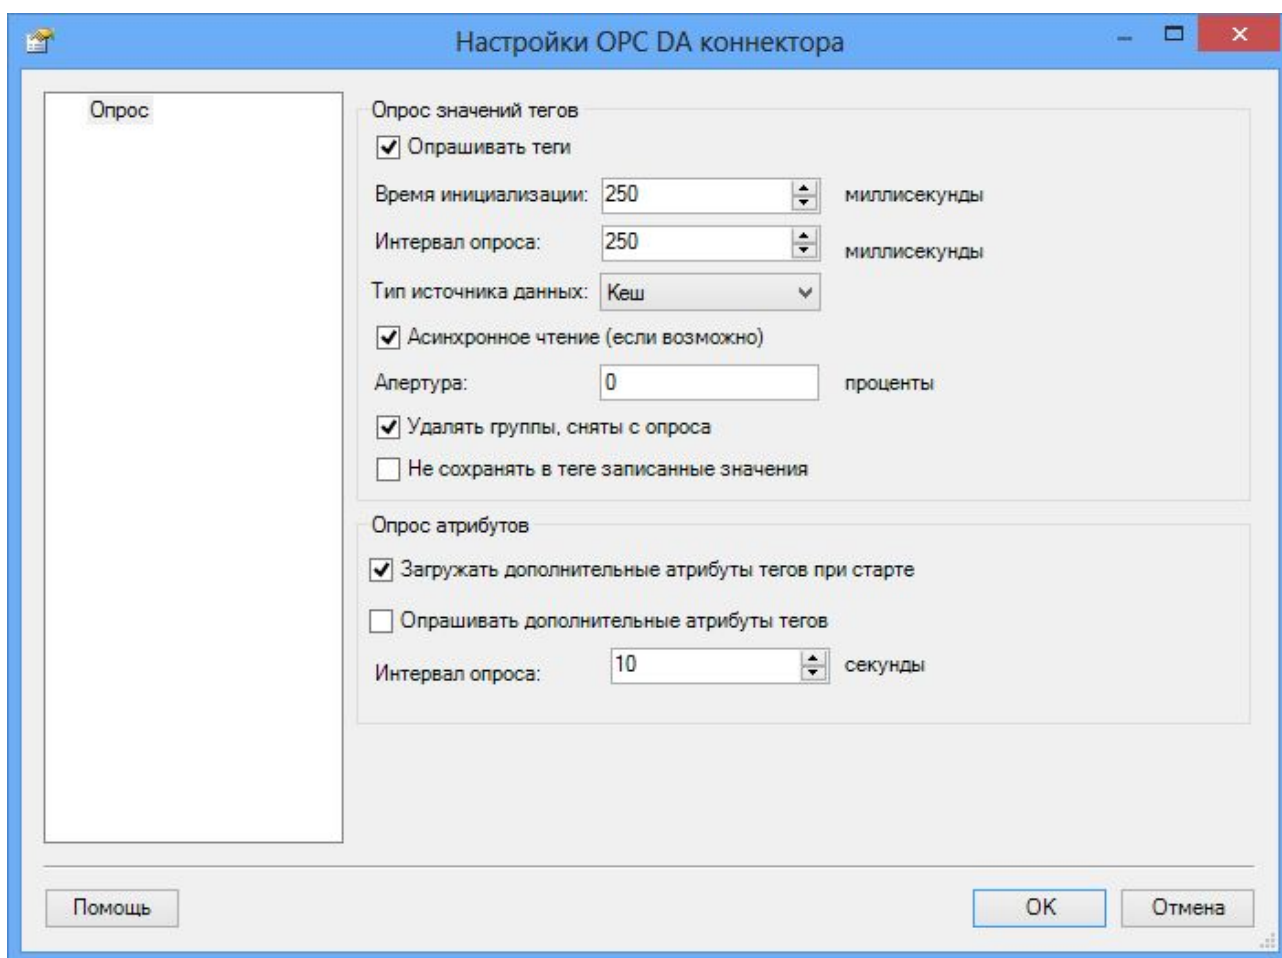 Настройки OPC DA коннектора
Опрос
Опрос значений тегов
Опрашивать теги
Время инициализации: 250 миллисекунды
Интервал опроса: 250 миллисекунды
Тип источника данных: Кеш
Асинхронное чтение (если возможно)
Апертура: 0 проценты
Удалять группы, сняты с опроса
Не сохранять в теге записанные значения
Опрос атрибутов
Загружать дополнительные атрибуты тегов при старте
Опрашивать дополнительные атрибуты тегов
Интервал опроса: 10 секунды
Помощь OK Отмена